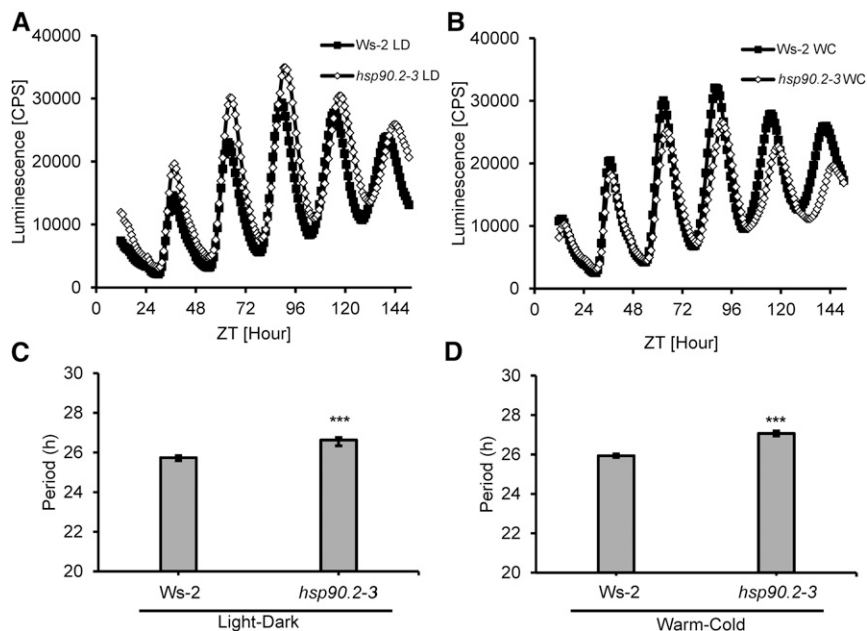 A
Ws-2 LD
hsp90.2-3 LD
Luminescence [CPS]
40000
30000
20000
10000
0
0 24 48 72 96 120 144
ZT [Hour]
B
Ws-2 WC
hsp90.2-3 WC
Luminescence [CPS]
40000
30000
20000
10000
0
0 24 48 72 96 120 144
ZT [Hour]
C
Period (h)
30
28
26
24
22
20
***
Ws-2 hsp90.2-3
Light-Dark
D
Period (h)
30
28
26
24
22
20
***
Ws-2 hsp90.2-3
Warm-Cold